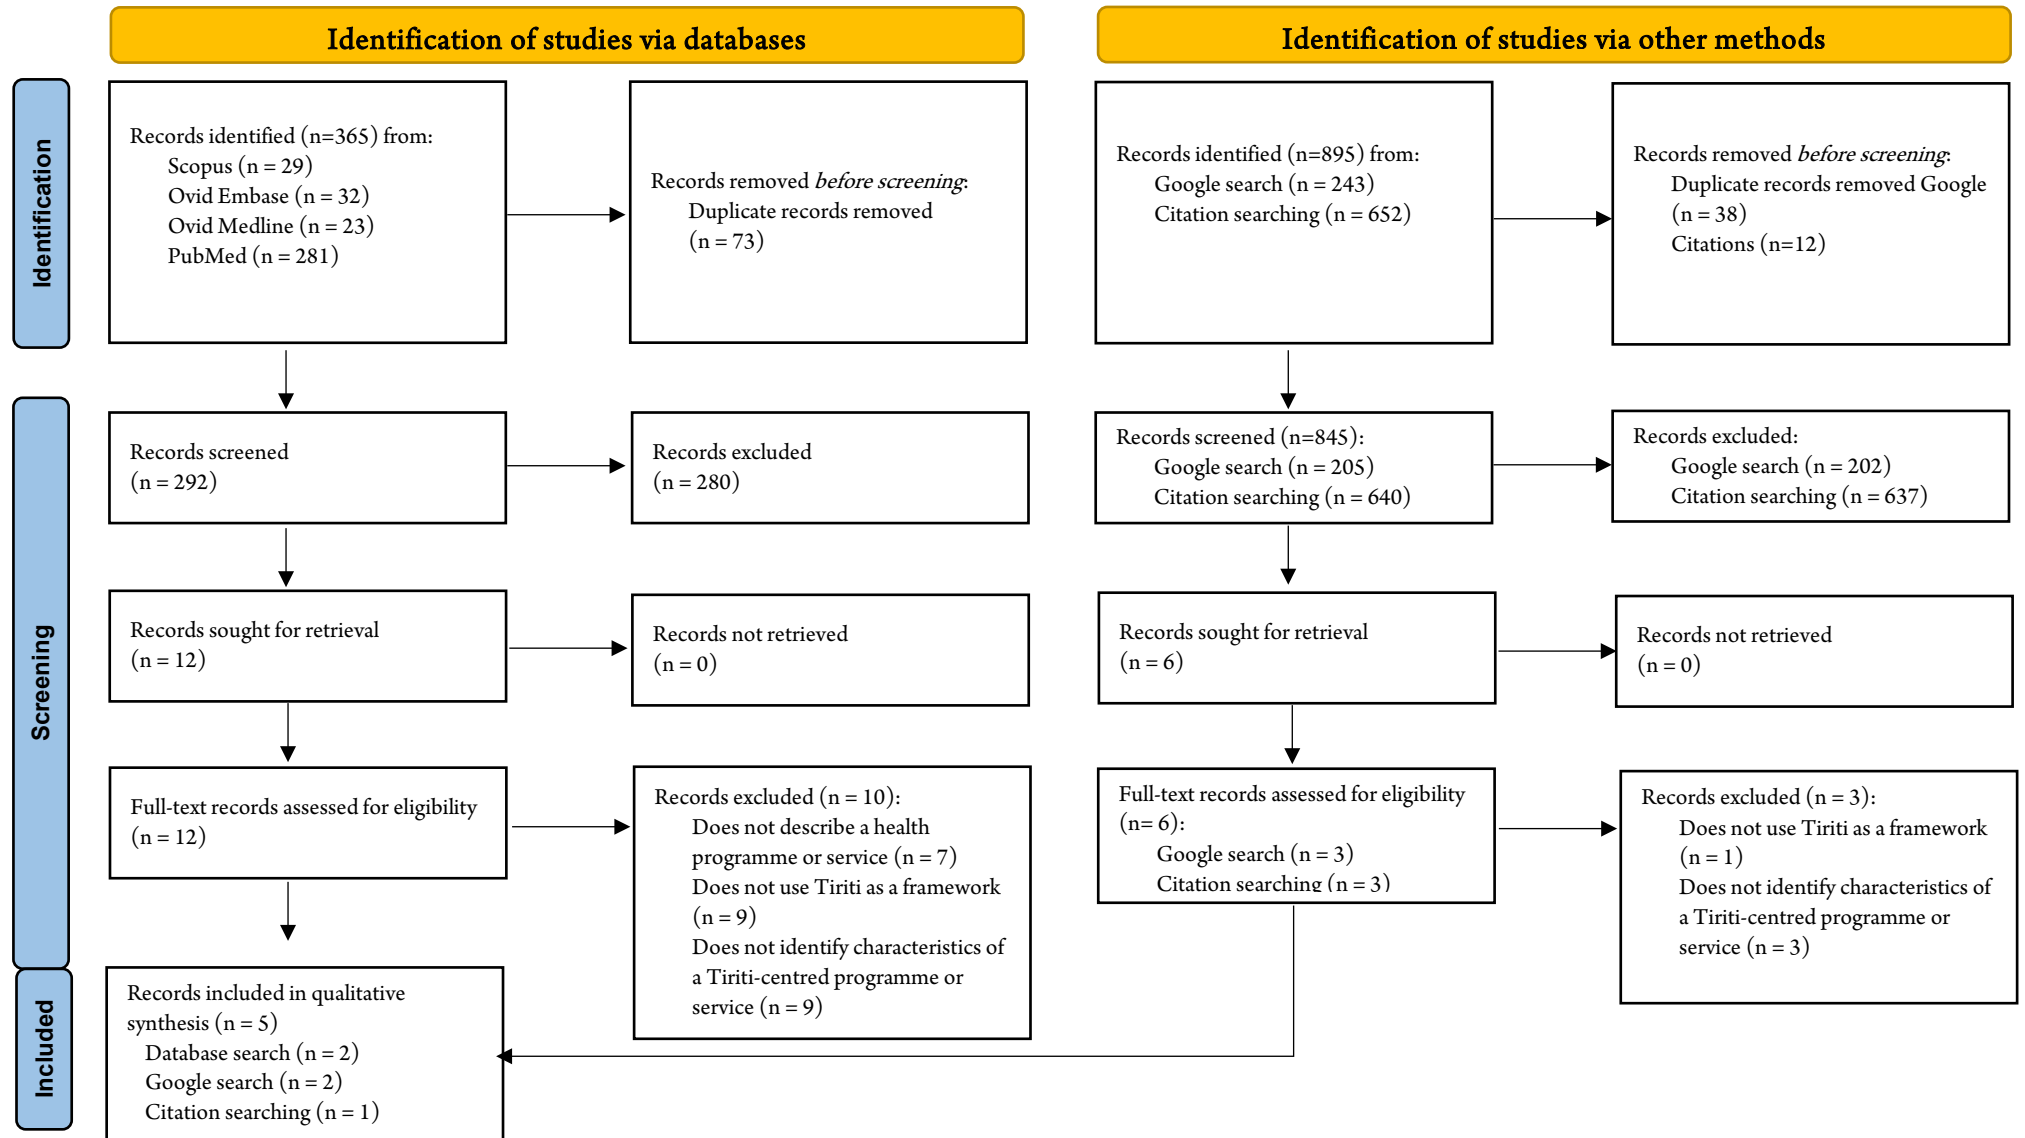 Identification of studies via databases
Identification of studies via other methods
Identification
Records identified (n=365) from:
Scopus (n = 29)
Ovid Embase (n = 32)
Ovid Medline (n = 23)
PubMed (n = 281)
Records removed before screening:
Duplicate records removed
(n = 73)
Records identified (n=895) from:
Google search (n = 243)
Citation searching (n = 652)
Records removed before screening:
Duplicate records removed Google
(n = 38)
Citations (n=12)
Screening
Records screened
(n = 292)
Records excluded
(n = 280)
Records screened (n=845):
Google search (n = 205)
Citation searching (n = 640)
Records excluded:
Google search (n = 202)
Citation searching (n = 637)
Records sought for retrieval
(n = 12)
Records not retrieved
(n = 0)
Records sought for retrieval
(n = 6)
Records not retrieved
(n = 0)
Full-text records assessed for eligibility
(n = 12)
Records excluded (n = 10):
Does not describe a health
programme or service (n = 7)
Does not use Tiriti as a framework
(n = 9)
Does not identify characteristics of
a Tiriti-centred programme or
service (n = 9)
Full-text records assessed for eligibility
(n= 6):
Google search (n = 3)
Citation searching (n = 3)
Records excluded (n = 3):
Does not use Tiriti as a framework
(n = 1)
Does not identify characteristics of
a Tiriti-centred programme or
service (n = 3)
Included
Records included in qualitative
synthesis (n = 5)
Database search (n = 2)
Google search (n = 2)
Citation searching (n = 1)